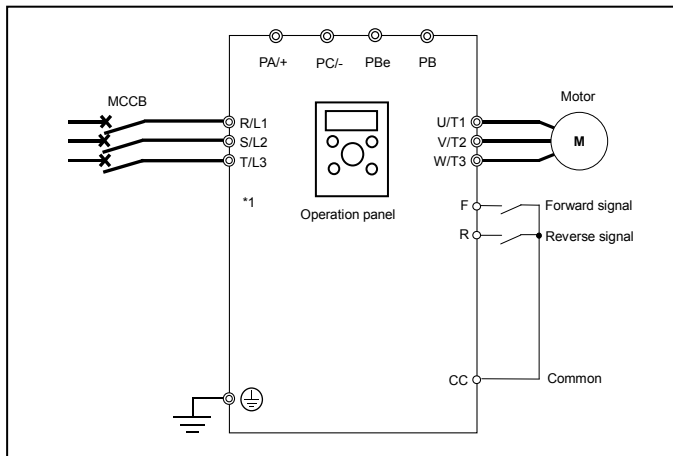 PA/+ PC/- PBe PB
MCCB
Motor
R/L1
S/L2
T/L3
U/T1
V/T2
W/T3
M
*1
Operation panel
F
Forward signal
R
Reverse signal
CC
Common